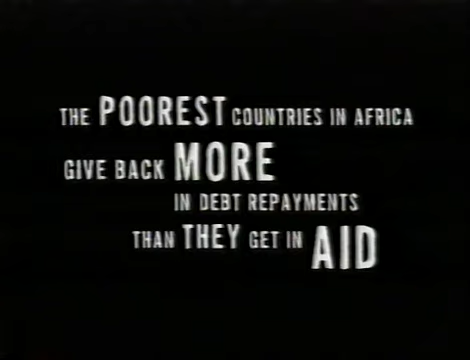 THE POOREST COUNTRIES IN AFRICA
GIVE BACK MORE
IN DEBT REPAYMENTS
THAN THEY GET IN AID